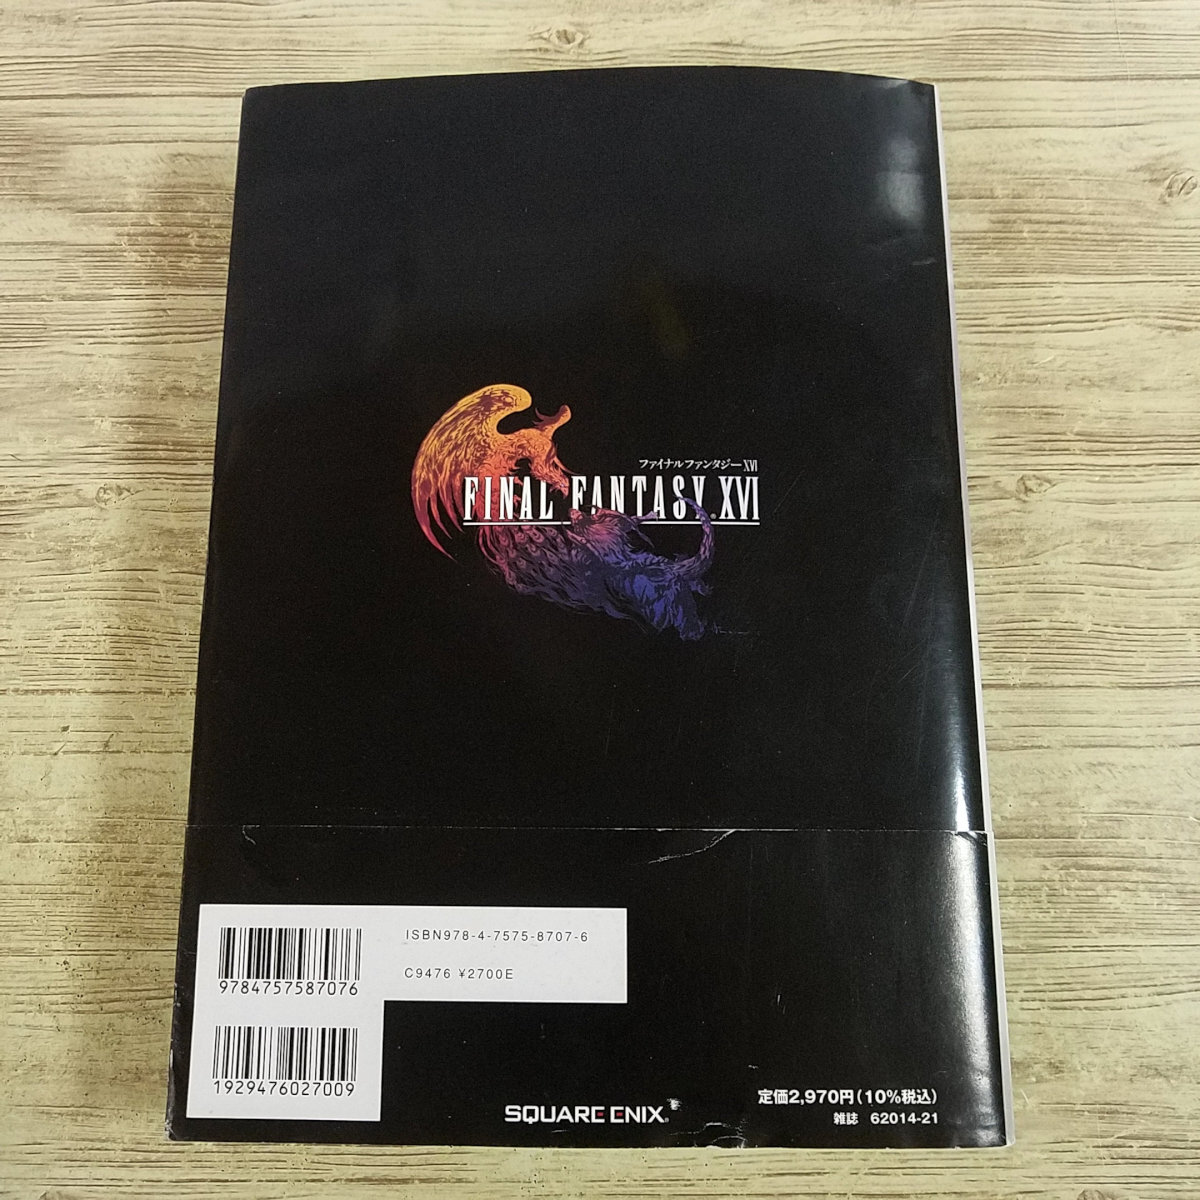 ファイナルファンタジーXVI
FINAL FANTASY XVI
ISBN978-4-7575-8707-6
C9476 ¥2700E
9784757587076
1929476027009
定価2,970円(10%税込)
雑誌 62014-21
SQUARE ENIX®